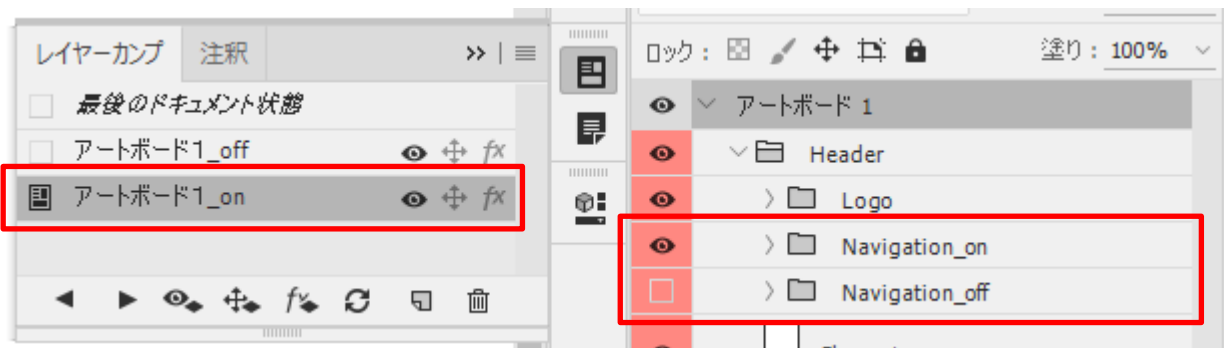 レイヤーカンプ 注釈
最後のドキュメント状態
アートボード1_off fx
アートボード1_on fx
ロック: 塗り: 100%
アートボード 1
Header
Logo
Navigation_on
Navigation_off